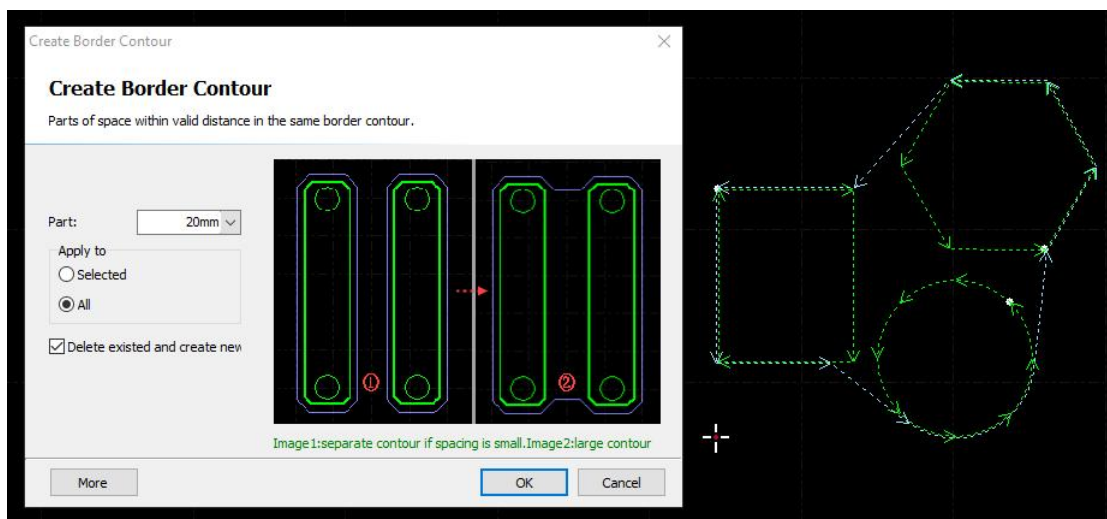 Create Border Contour
Create Border Contour
Parts of space within valid distance in the same border contour.
Part:
20mm
Apply to
Selected
All
Delete existed and create new
①
②
Image1:separate contour if spacing is small.Image2:large contour
More
OK
Cancel